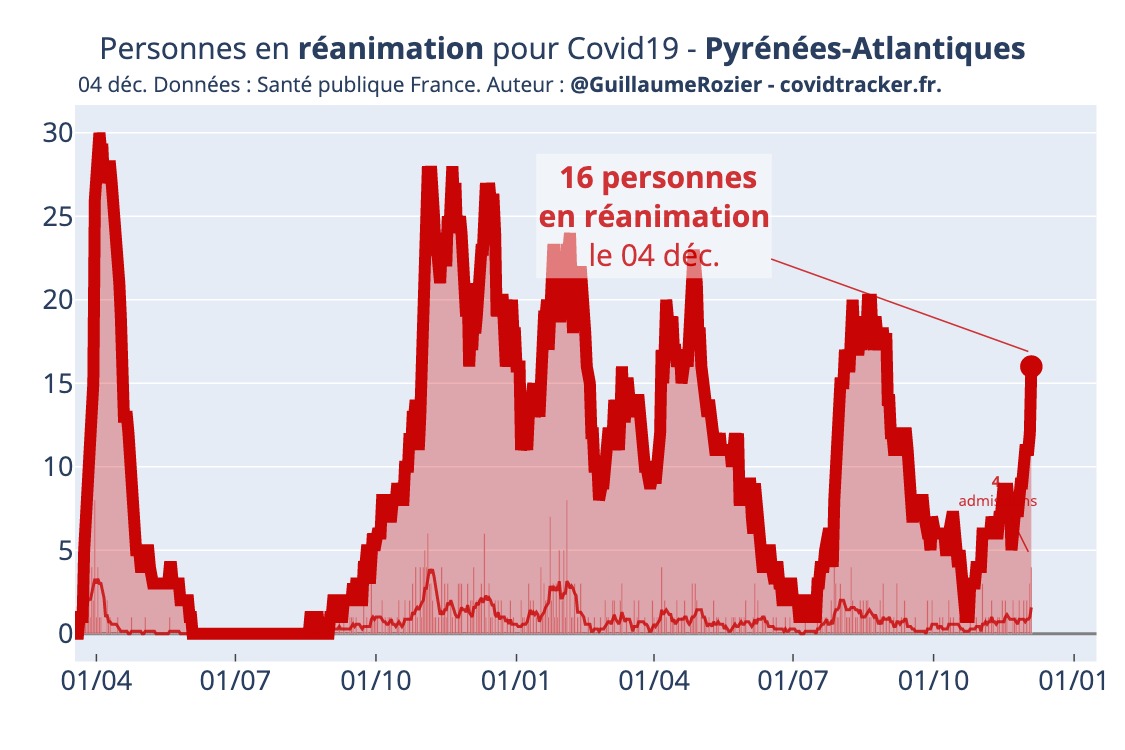 Personnes en réanimation pour Covid19 - Pyrénées-Atlantiques
04 déc. Données : Santé publique France. Auteur : @GuillaumeRozier - covidtracker.fr.
30
16 personnes
en réanimation
25
le 04 déc.
20
15
10
4
5
0
01/04 01/07 01/10 01/01 01/04 01/07 01/10 01/01